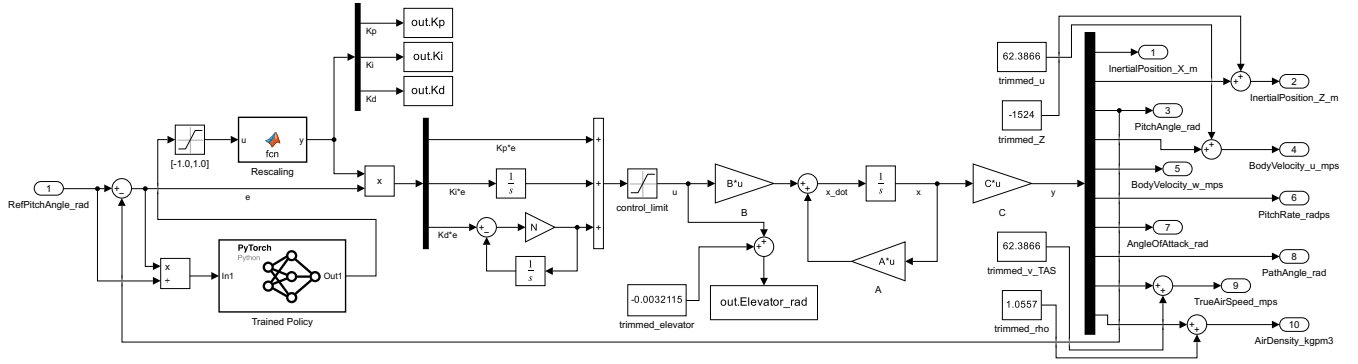 Kp
out.Kp
Ki
out.Ki
Kd
out.Kd
62.3866
trimmed_u
-1524
trimmed_Z
1
InertialPosition_X_m
2
InertialPosition_Z_m
3
PitchAngle_rad
4
BodyVelocity_u_mps
5
BodyVelocity_w_mps
6
PitchRate_radps
7
AngleOfAttack_rad
8
PathAngle_rad
9
TrueAirSpeed_mps
10
AirDensity_kgpm3
[-1.0,1.0]
u
fcn
y
Rescaling
1
RefPitchAngle_rad
+
−
e
x
Kp*e
Ki*e
Kd*e
1
s
+
−
N
1
s
+
+
+
control_limit
u
B*u
B
+
+
x_dot
1
s
x
C*u
C
y
A*u
A
+
+
-0.0032115
trimmed_elevator
out.Elevator_rad
x
÷
In1
PyTorch
Python
Out1
Trained Policy
62.3866
trimmed_v_TAS
1.0557
trimmed_rho
+
+
+
+
+
+
+
+